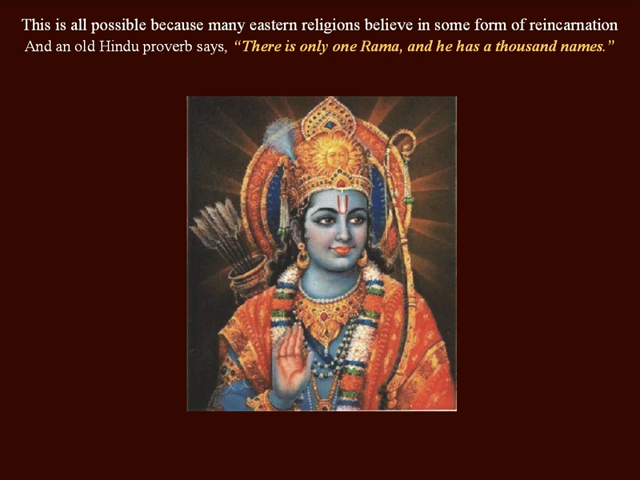 This is all possible because many eastern religions believe in some form of reincarnation
And an old Hindu proverb says, “There is only one Rama, and he has a thousand names.”